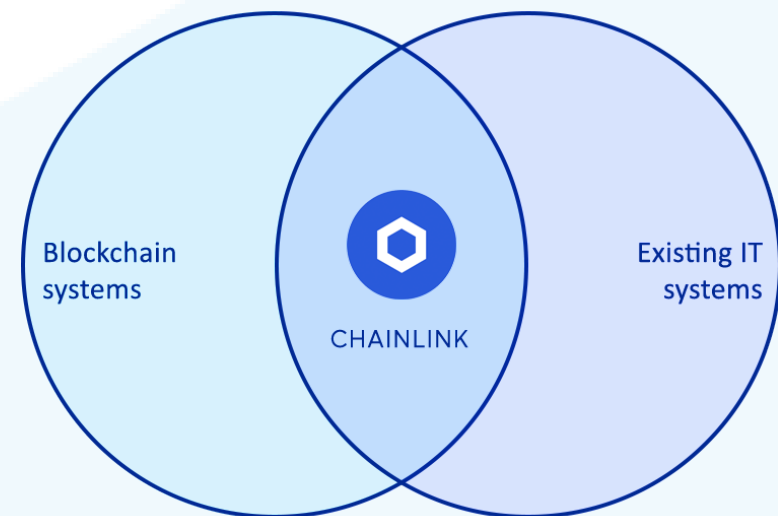 Blockchain
systems
CHAINLINK
Existing IT
systems